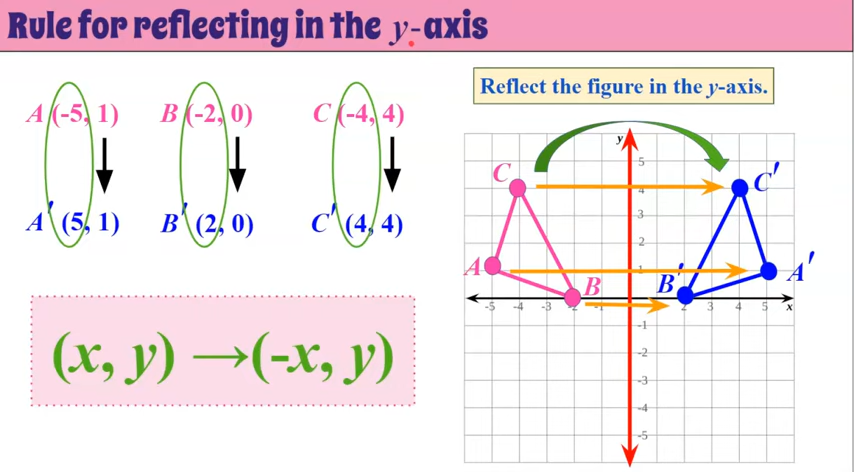 Rule for reflecting in the y-axis
A (-5, 1)
B (-2, 0)
C (-4, 4)
A' (5, 1)
B' (2, 0)
C' (4, 4)
(x, y) → (-x, y)
Reflect the figure in the y-axis.
y
5
C
C'
4
3
2
A
1
A'
B
B'
-5 -4 -3 -2 -1 2 3 4 5 x
-1
-2
-3
-4
-5